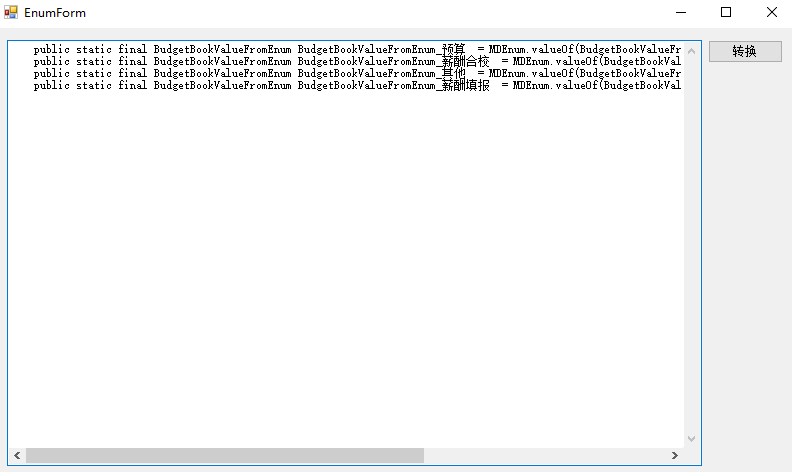 EnumForm
public static final BudgetBookValueFromEnum BudgetBookValueFromEnum_预算 = MDEnum.valueOf(BudgetBookValueFr
转换
public static final BudgetBookValueFromEnum BudgetBookValueFromEnum_薪酬合校 = MDEnum.valueOf(BudgetBookVal
public static final BudgetBookValueFromEnum BudgetBookValueFromEnum_其他 = MDEnum.valueOf(BudgetBookValueFr
public static final BudgetBookValueFromEnum BudgetBookValueFromEnum_薪酬填报 = MDEnum.valueOf(BudgetBookVal